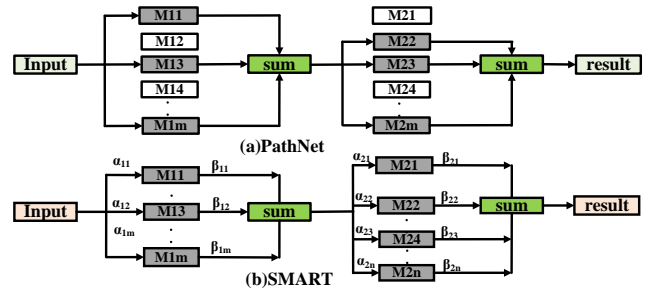 M11
M21
M12
M22
Input
M13
sum
M23
sum
result
M14
M24
M1m
M2m
(a)PathNet
α11
M11
β11
α21
M21
β21
Input
α12
M13
β12
sum
α22
M22
β22
sum
result
α1m
M1m
β1m
α23
M24
β23
α2n
M2n
β2n
(b)SMART